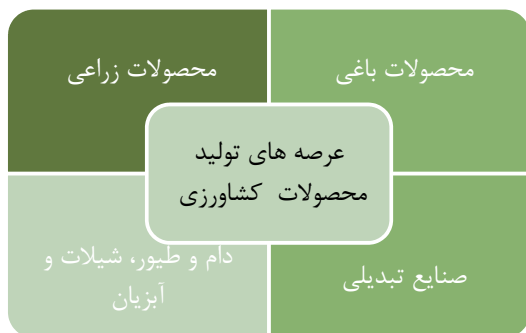 محصولات باغی
محصولات زراعی
عرصه های تولید
محصولات کشاورزی
صنایع تبدیلی
دام و طیور، شیلات و
آبزیان